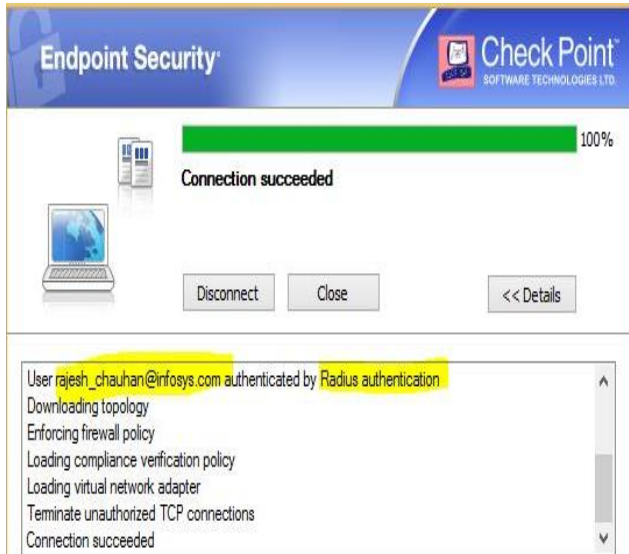 Endpoint Security
Check Point™
SOFTWARE TECHNOLOGIES LTD.
100%
Connection succeeded
Disconnect
Close
<< Details
User rajesh_chauhan@infosys.com authenticated by Radius authentication
Downloading topology
Enforcing firewall policy
Loading compliance verification policy
Loading virtual network adapter
Terminate unauthorized TCP connections
Connection succeeded